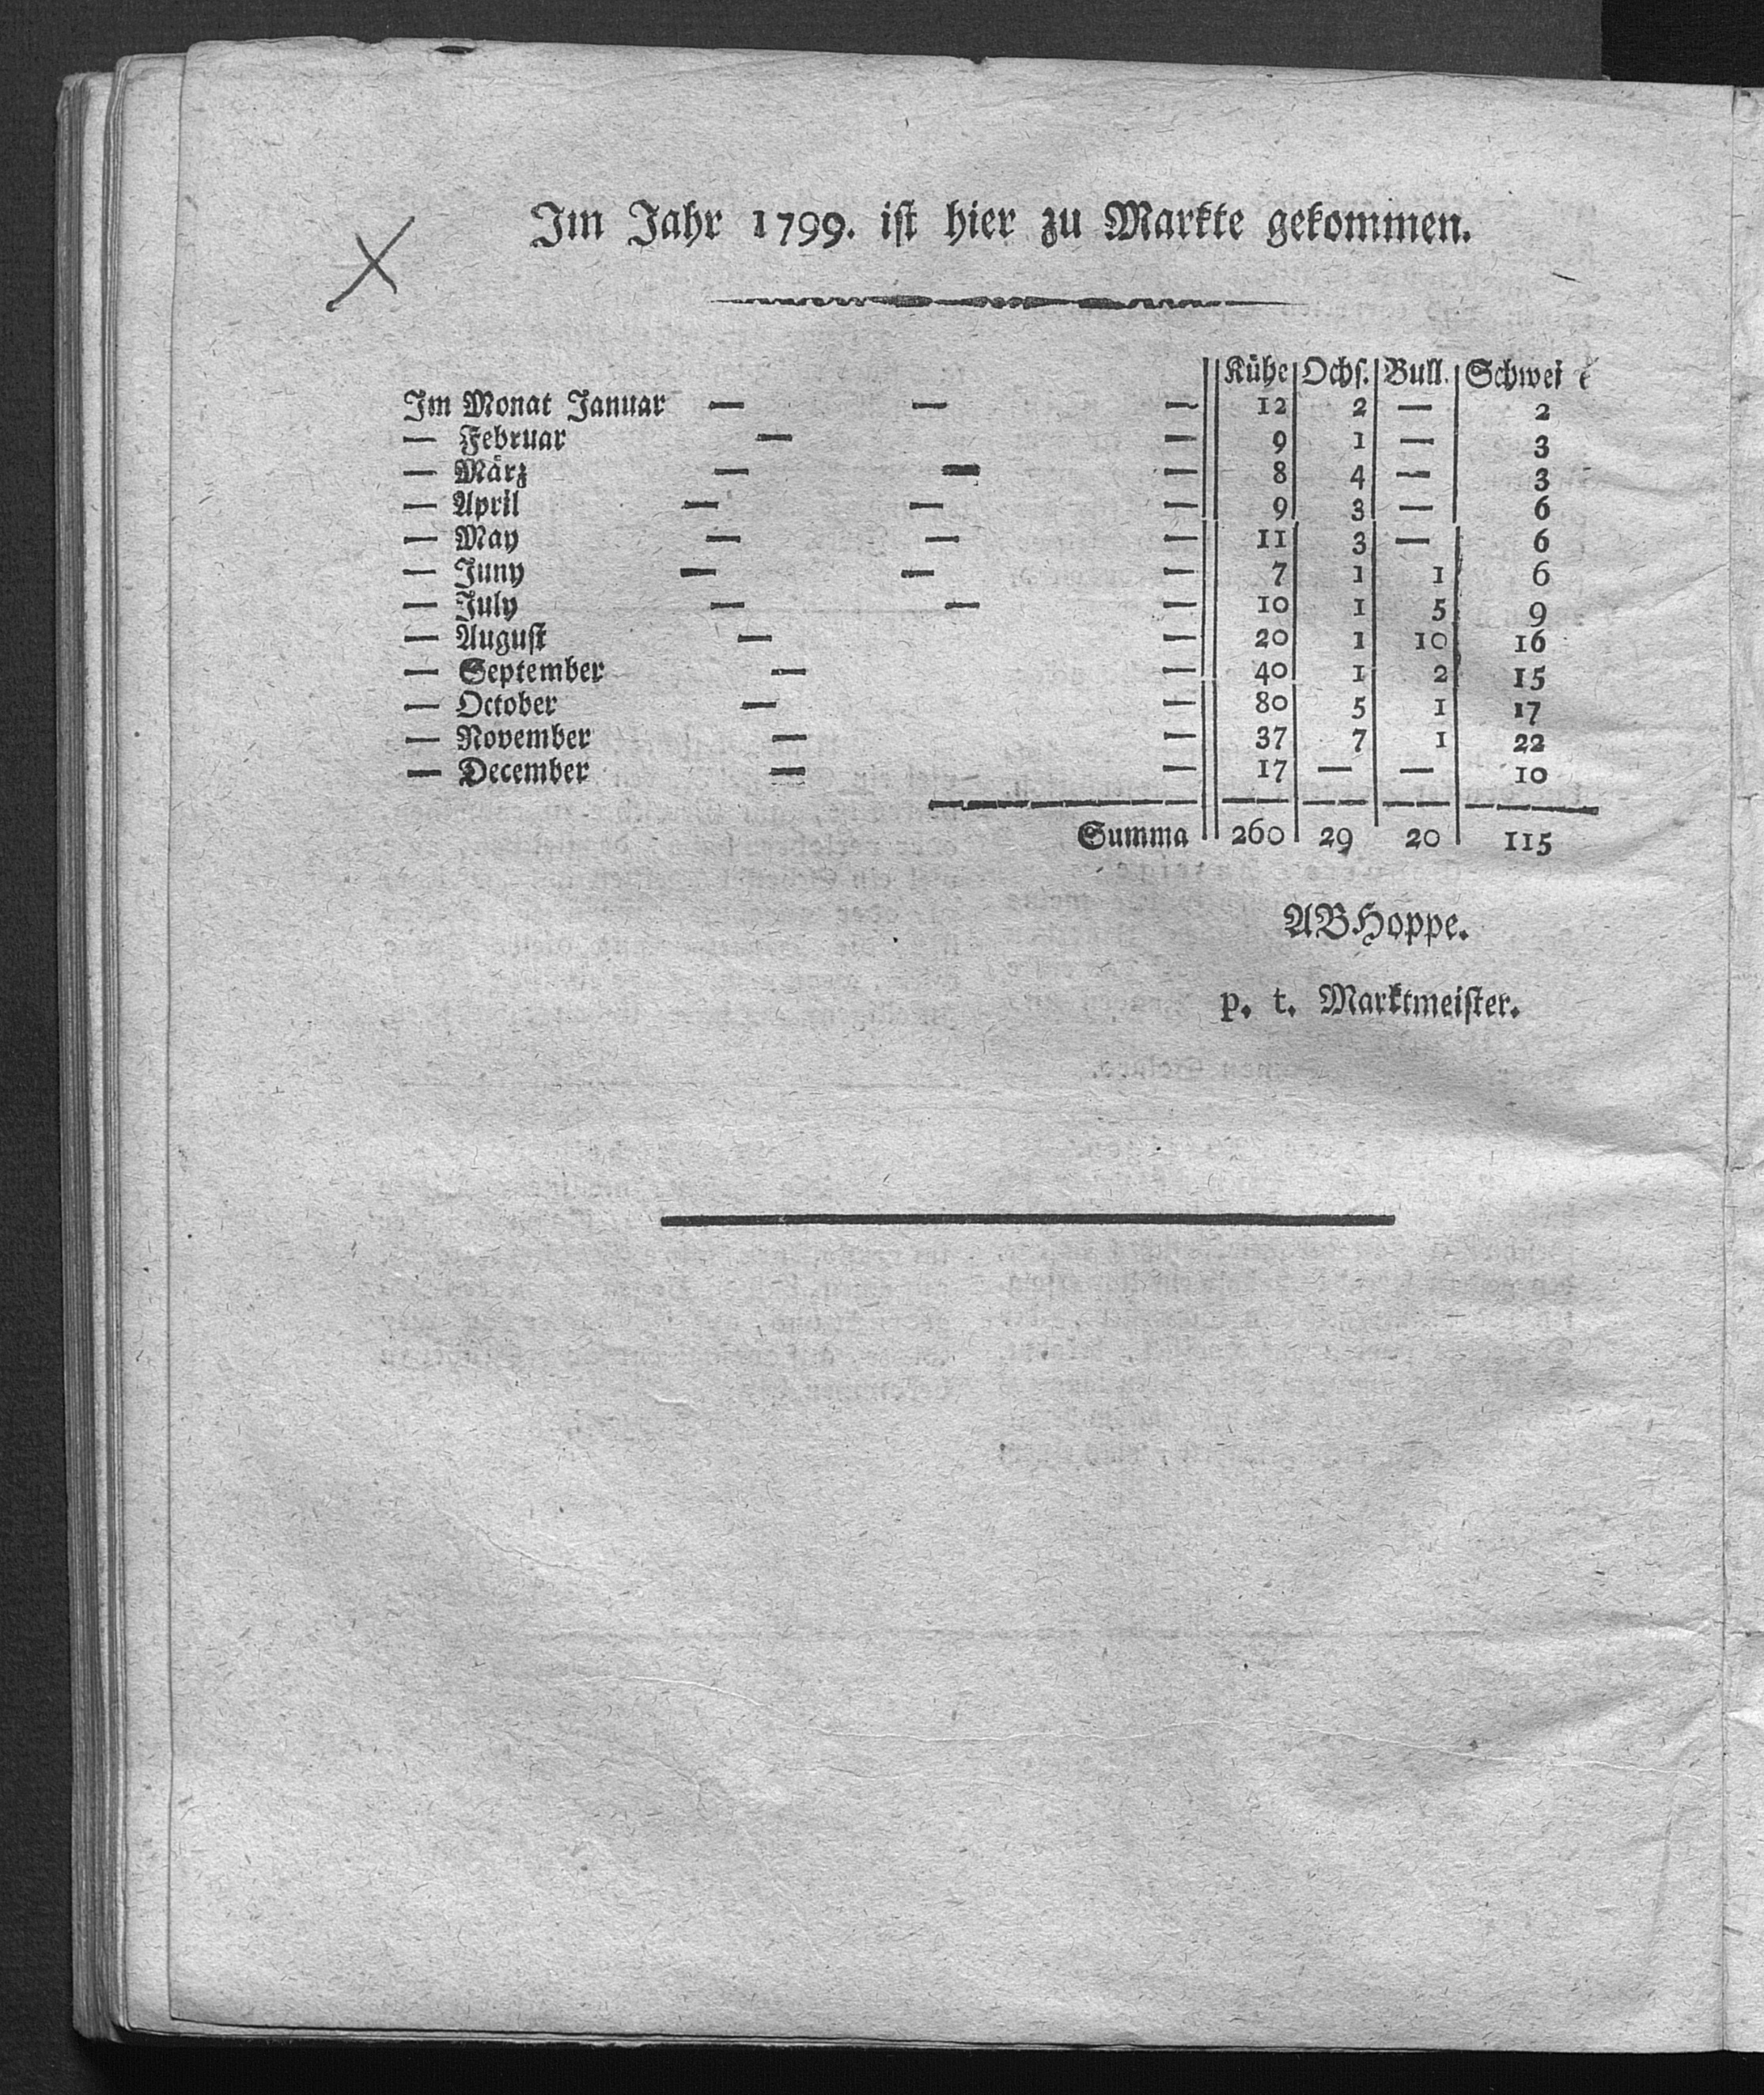 Im Jahr 1799. ist hier zu Markte gekommen.
Kühe Ochs. Bull. Schwei e
Im Monat Januar — — — 12 2 — 2
— Februar — — 9 1 — 3
— März — — — 8 4 — 3
— April — — — 9 3 — 6
— May — — — 11 3 — 6
— Juny — — — 7 1 1 6
— July — — — 10 1 5 9
— August — — 20 1 10 16
— September — — 40 1 2 15
— October — — 80 5 1 17
— November — — 37 7 1 22
— December — — 17 — — 10
Summa 260 29 20 115
ABHoppe.
p. t. Marktmeister.